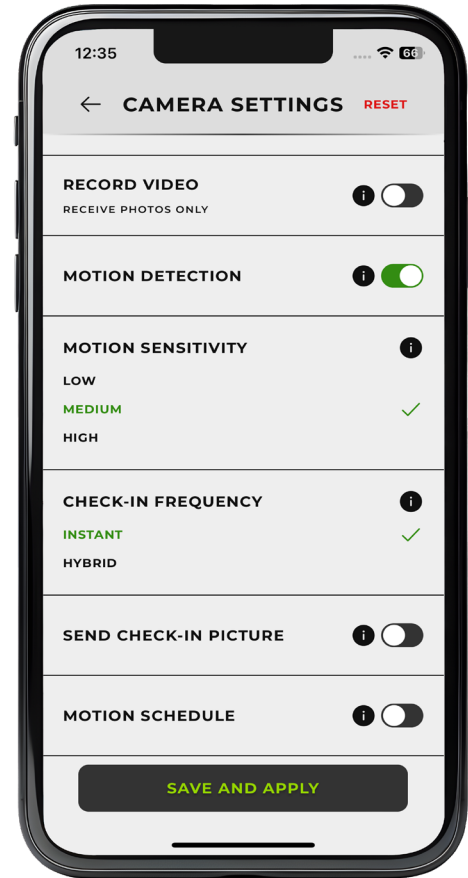 12:35
66
CAMERA SETTINGS
RESET
RECORD VIDEO
RECEIVE PHOTOS ONLY
MOTION DETECTION
MOTION SENSITIVITY
LOW
MEDIUM
HIGH
CHECK-IN FREQUENCY
INSTANT
HYBRID
SEND CHECK-IN PICTURE
MOTION SCHEDULE
SAVE AND APPLY